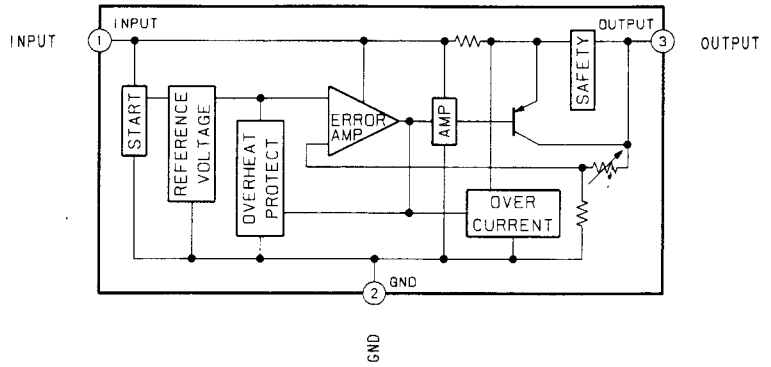 INPUT
1
INPUT
OUTPUT
3
OUTPUT
START
REFERENCE
VOLTAGE
OVERHEAT
PROTECT
ERROR
AMP
AMP
SAFETY
OVER
CURRENT
2
GND
GND